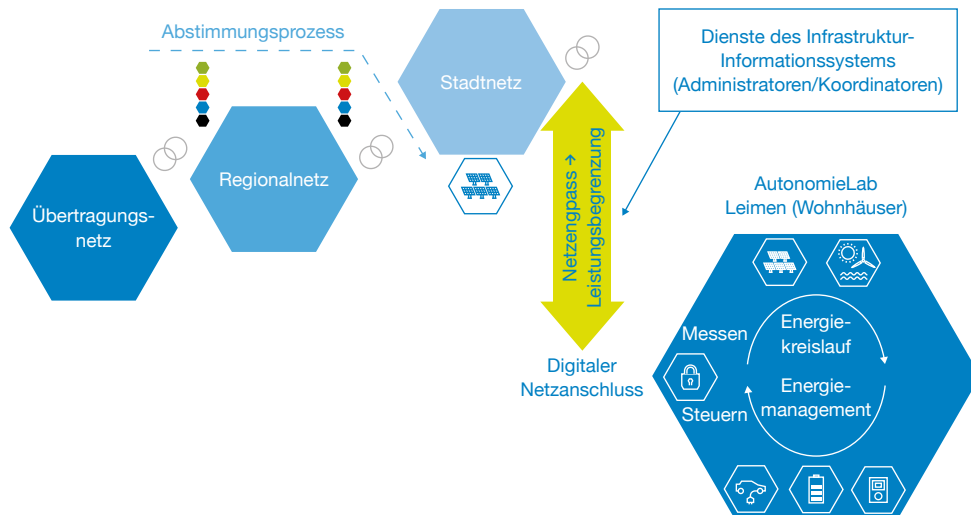 Abstimmungsprozess
Stadtnetz
Dienste des Infrastruktur-
Informationssystems
(Administratoren/Koordinatoren)
Regionalnetz
Übertragungs-
netz
Netzengpass →
Leistungsbegrenzung
AutonomieLab
Leimen (Wohnhäuser)
Messen
Energie-
kreislauf
Digitaler
Netzanschluss
Energie-
management
Steuern